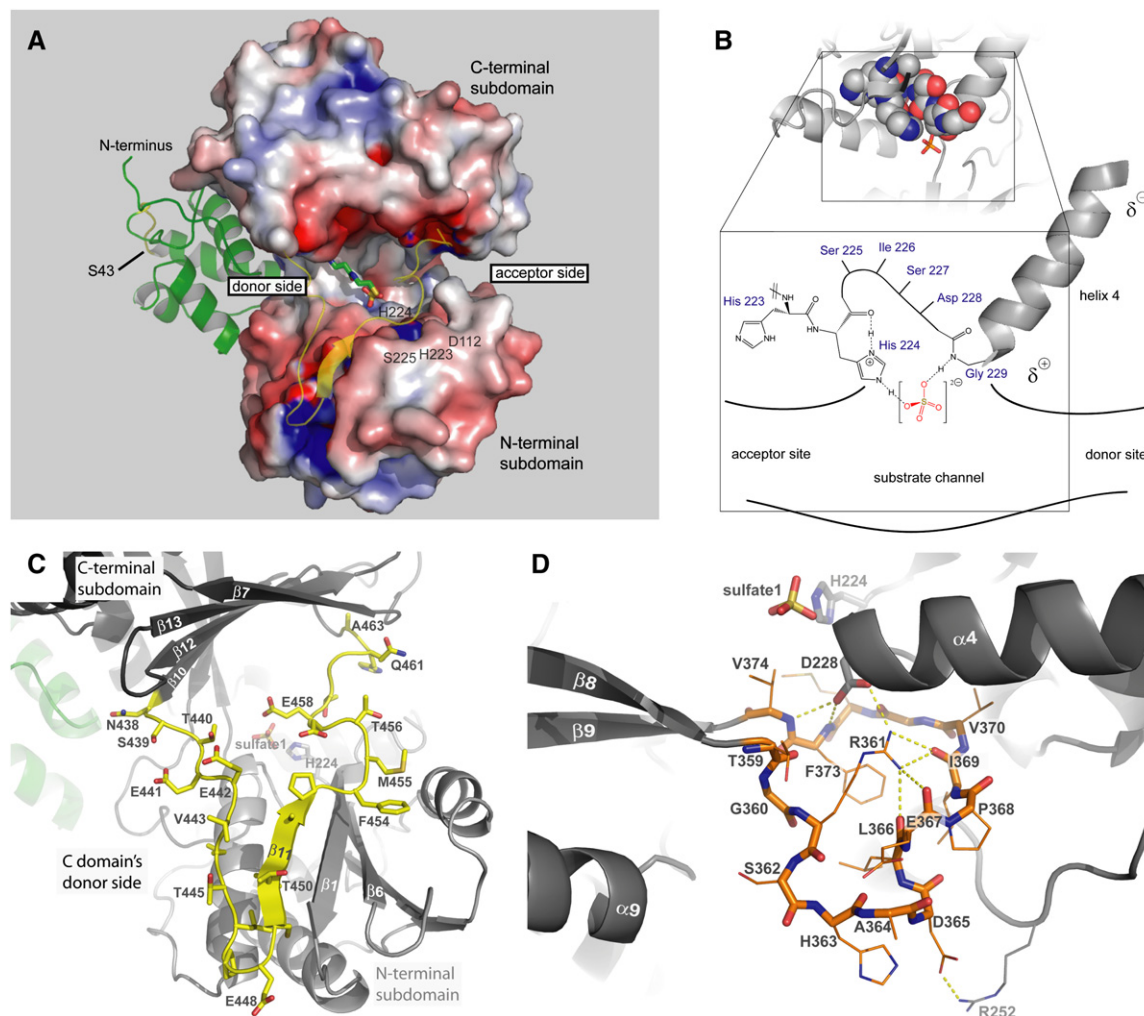 A
C-terminal
subdomain
N-terminus
S43
donor side
acceptor side
H224
D112
S225
H223
N-terminal
subdomain
B
δ⊖
Ser 225
Ile 226
Ser 227
His 223
Asp 228
helix 4
N
H
O
H
N
H
O
O
N
NH
H
N
⊕
His 224
N
H
N
H
Gly 229
δ⊕
O
2⊖
O
S
O
O
acceptor site
donor site
substrate channel
C
C-terminal
subdomain
β7
β13
β12
β10
A463
Q461
E458
N438
T440
T456
S439
sulfate1
H224
E441
E442
M455
V443
F454
C domain's
donor side
β11
T445
T450
β1
β6
E448
N-terminal
subdomain
D
H224
sulfate1
α4
V374
D228
β8
β9
V370
R361
T359
F373
I369
G360
P368
L366
E367
S362
α9
A364
D365
H363
R252